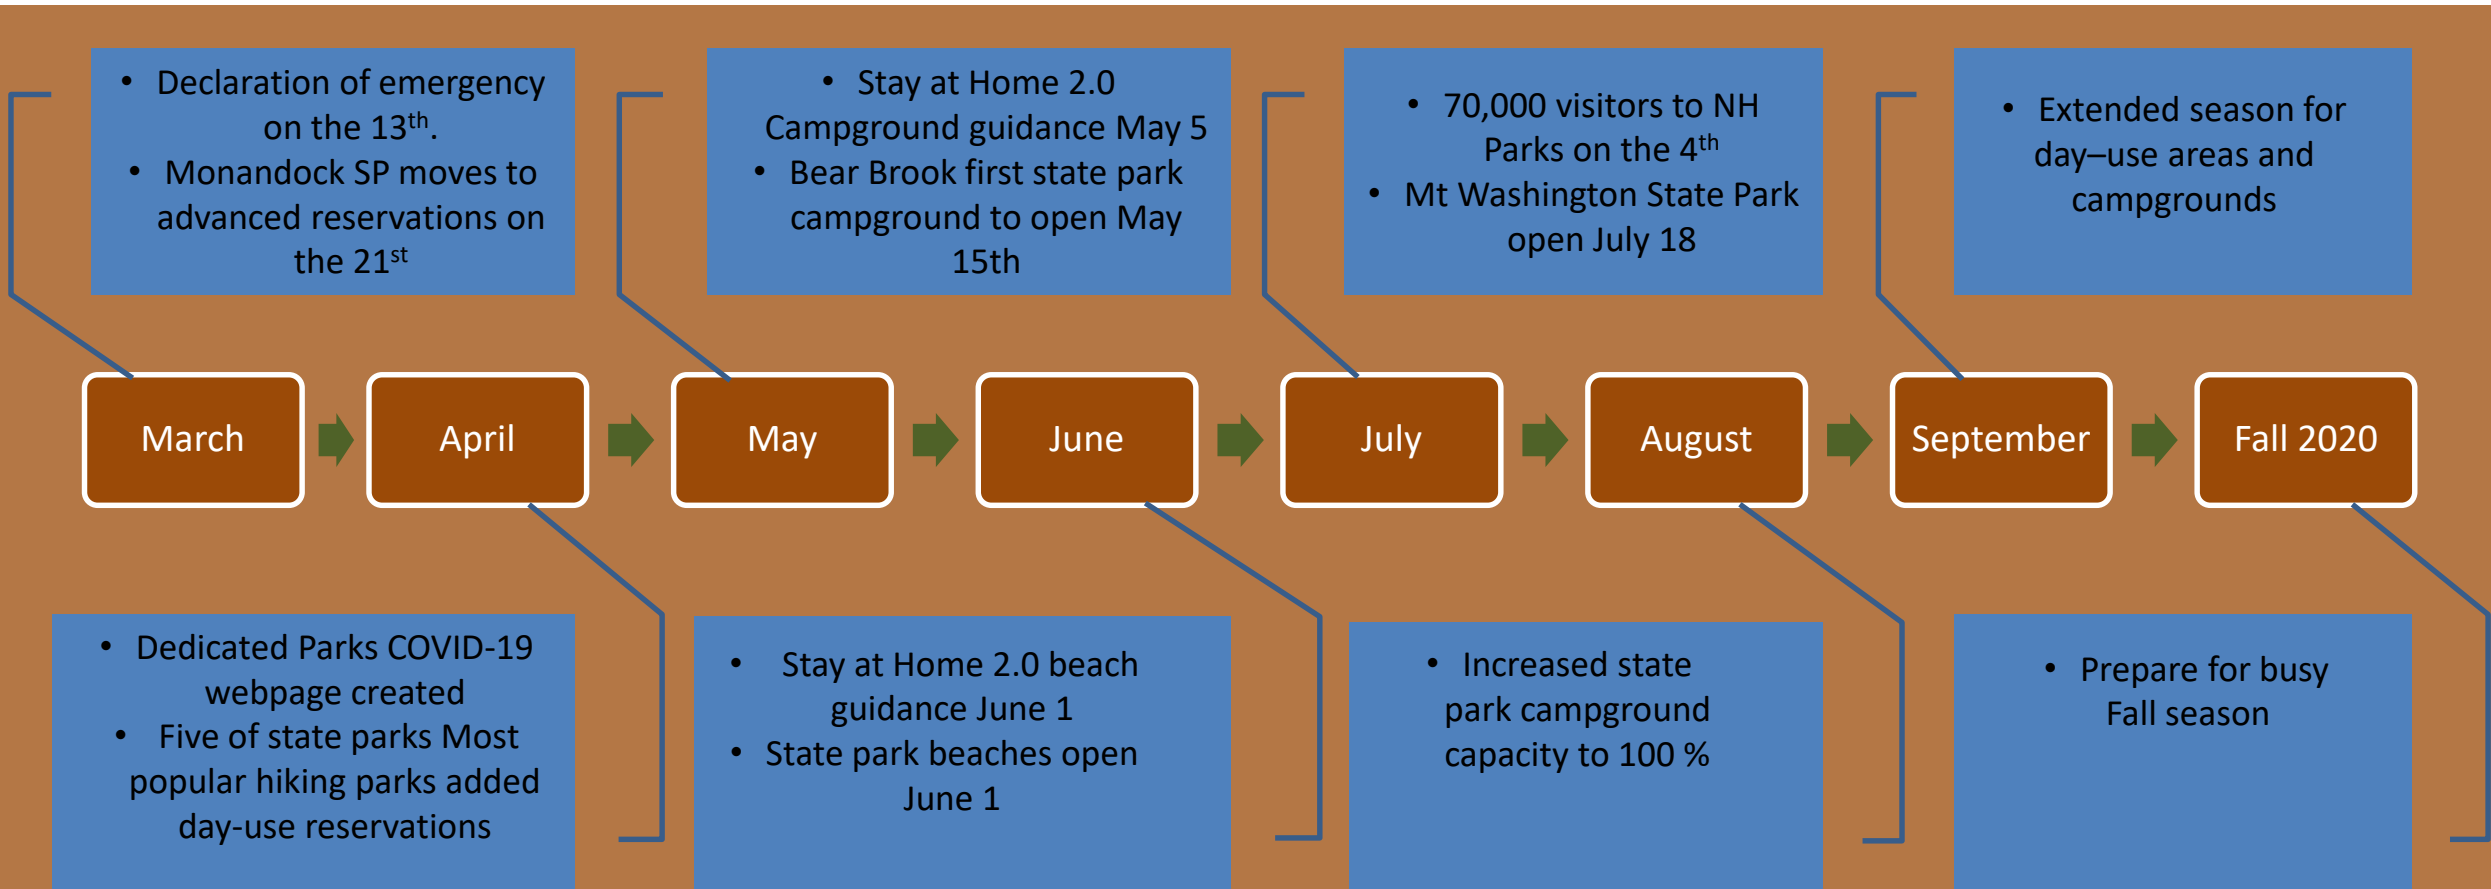 • Declaration of emergency
on the 13th.
• Monandock SP moves to
advanced reservations on
the 21st
• Stay at Home 2.0
Campground guidance May 5
• Bear Brook first state park
campground to open May
15th
• 70,000 visitors to NH
Parks on the 4th
• Mt Washington State Park
open July 18
• Extended season for
day–use areas and
campgrounds
March
April
May
June
July
August
September
Fall 2020
• Dedicated Parks COVID-19
webpage created
• Five of state parks Most
popular hiking parks added
day-use reservations
• Stay at Home 2.0 beach
guidance June 1
• State park beaches open
June 1
• Increased state
park campground
capacity to 100 %
• Prepare for busy
Fall season